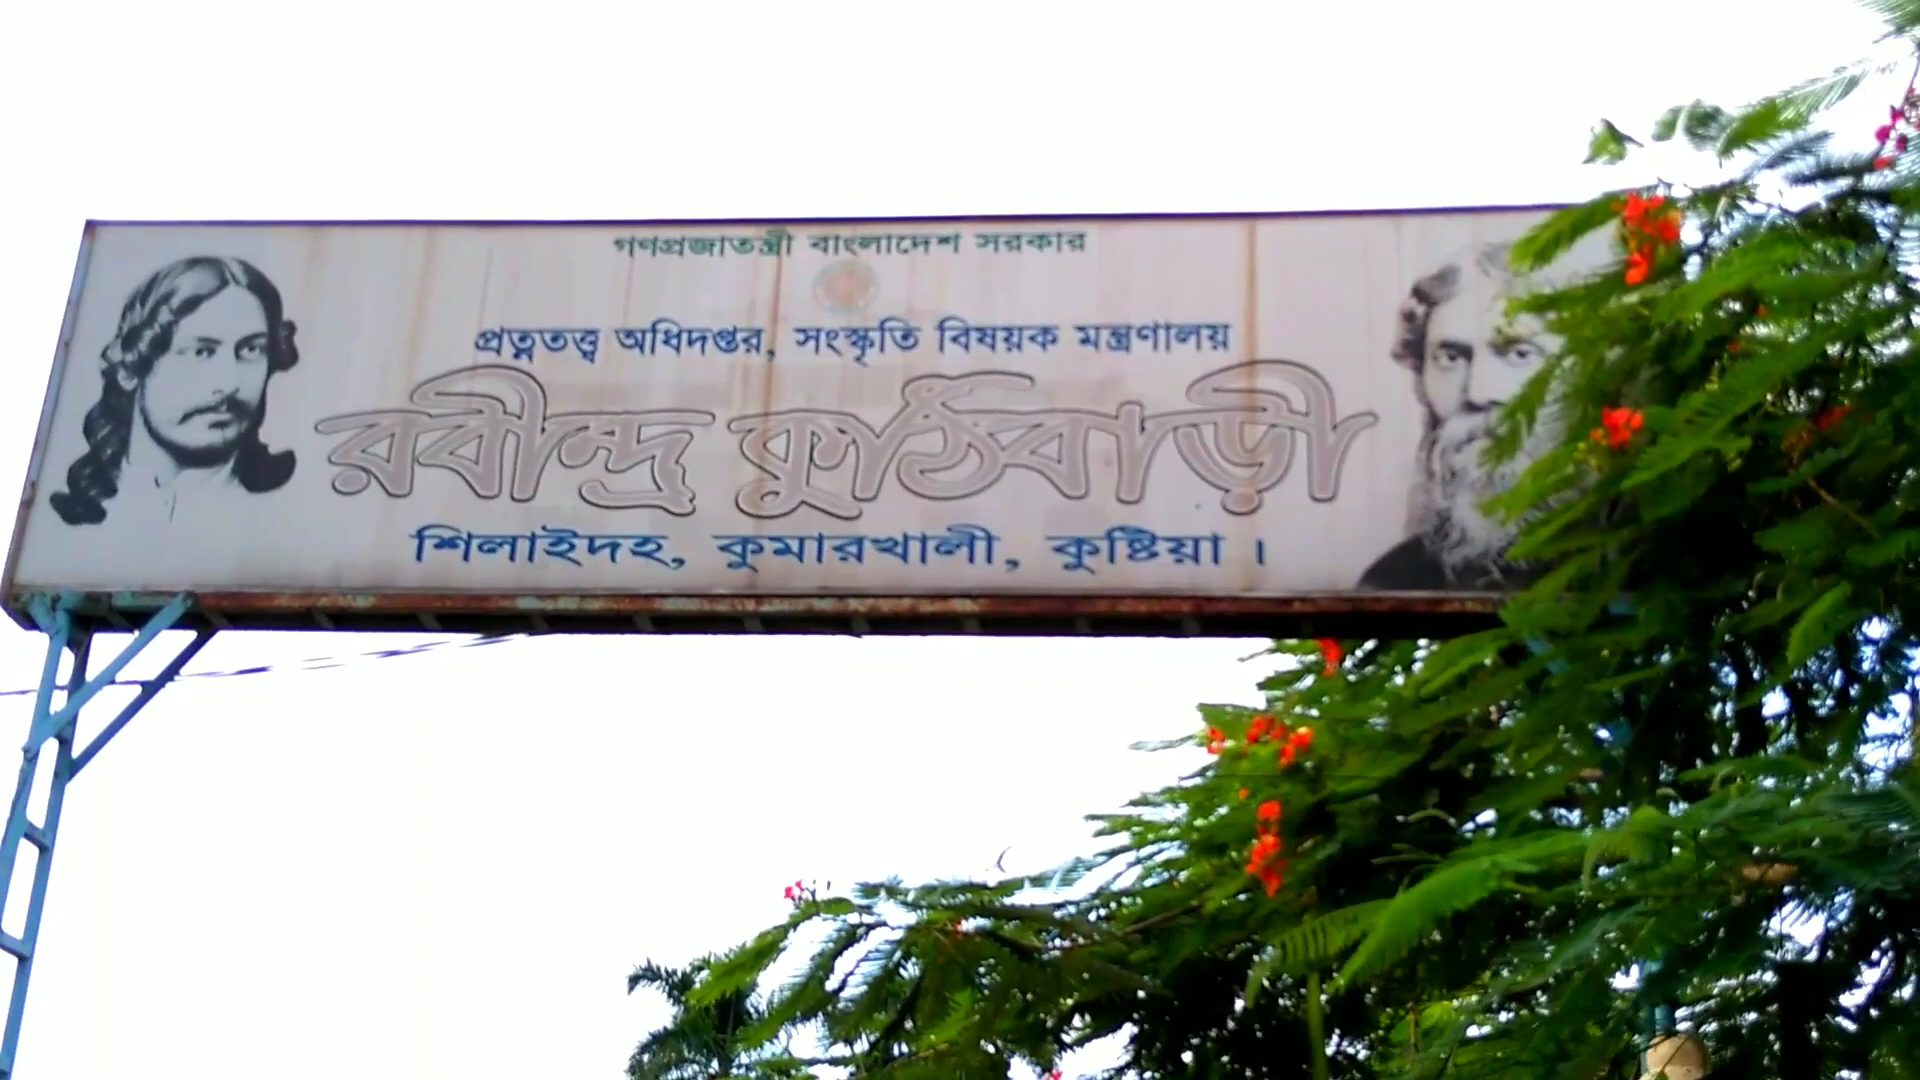 গণপ্রজাতন্ত্রী বাংলাদেশ সরকার
প্রত্নতত্ত্ব অধিদপ্তর, সংস্কৃতি বিষয়ক মন্ত্রণালয়
রবীন্দ্র কুঠিবাড়ী
শিলাইদহ, কুমারখালী, কুষ্টিয়া ।